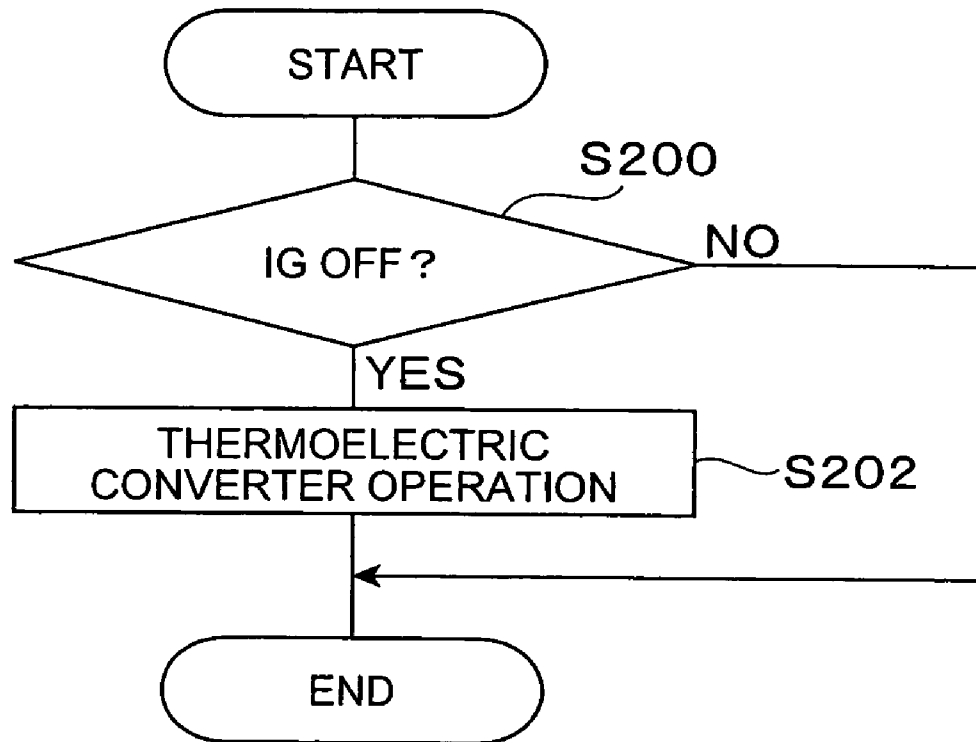 START
S200
IG OFF?
NO
YES
THERMOELECTRIC
CONVERTER OPERATION
S202
END